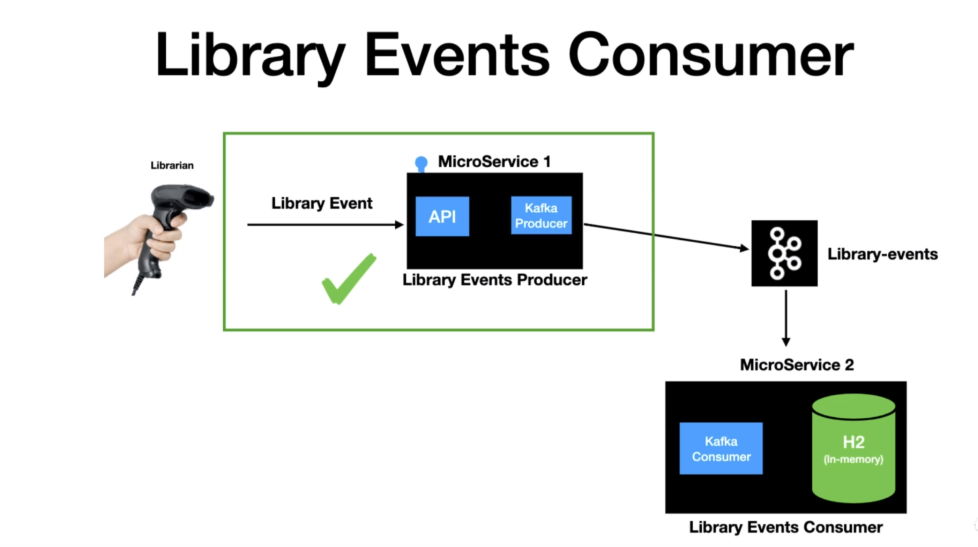 Library Events Consumer
Librarian
MicroService 1
Library Event
API
Kafka
Producer
Library Events Producer
Library-events
MicroService 2
Kafka
Consumer
H2
(In-memory)
Library Events Consumer